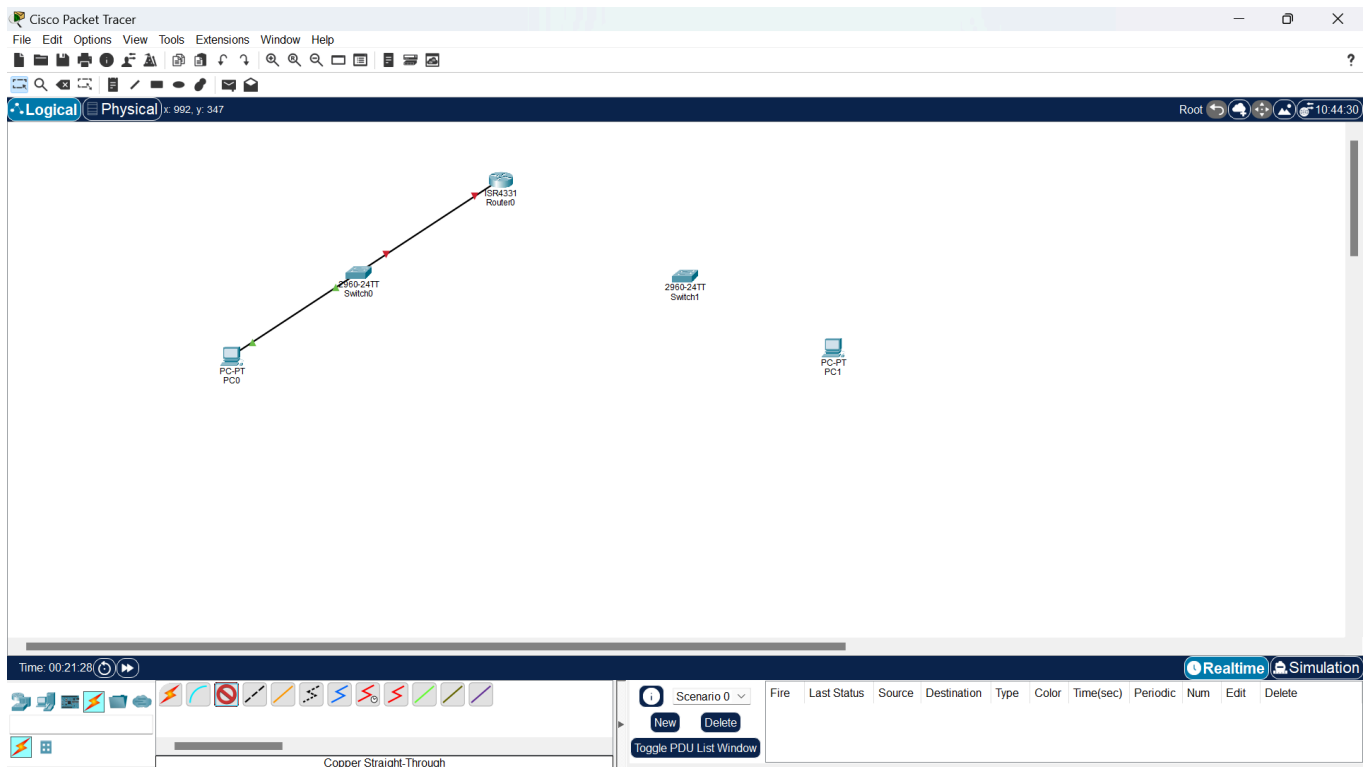 Cisco Packet Tracer
File Edit Options View Tools Extensions Window Help
?
Logical Physical x: 992, y: 347 Root 10:44:30
ISR4331
Router0
2960-24TT
Switch0
2960-24TT
Switch1
PC-PT
PC0
PC-PT
PC1
Time: 00:21:28 Realtime Simulation
Scenario 0
New Delete
Toggle PDU List Window
Fire Last Status Source Destination Type Color Time(sec) Periodic Num Edit Delete
Copper Straight-Through